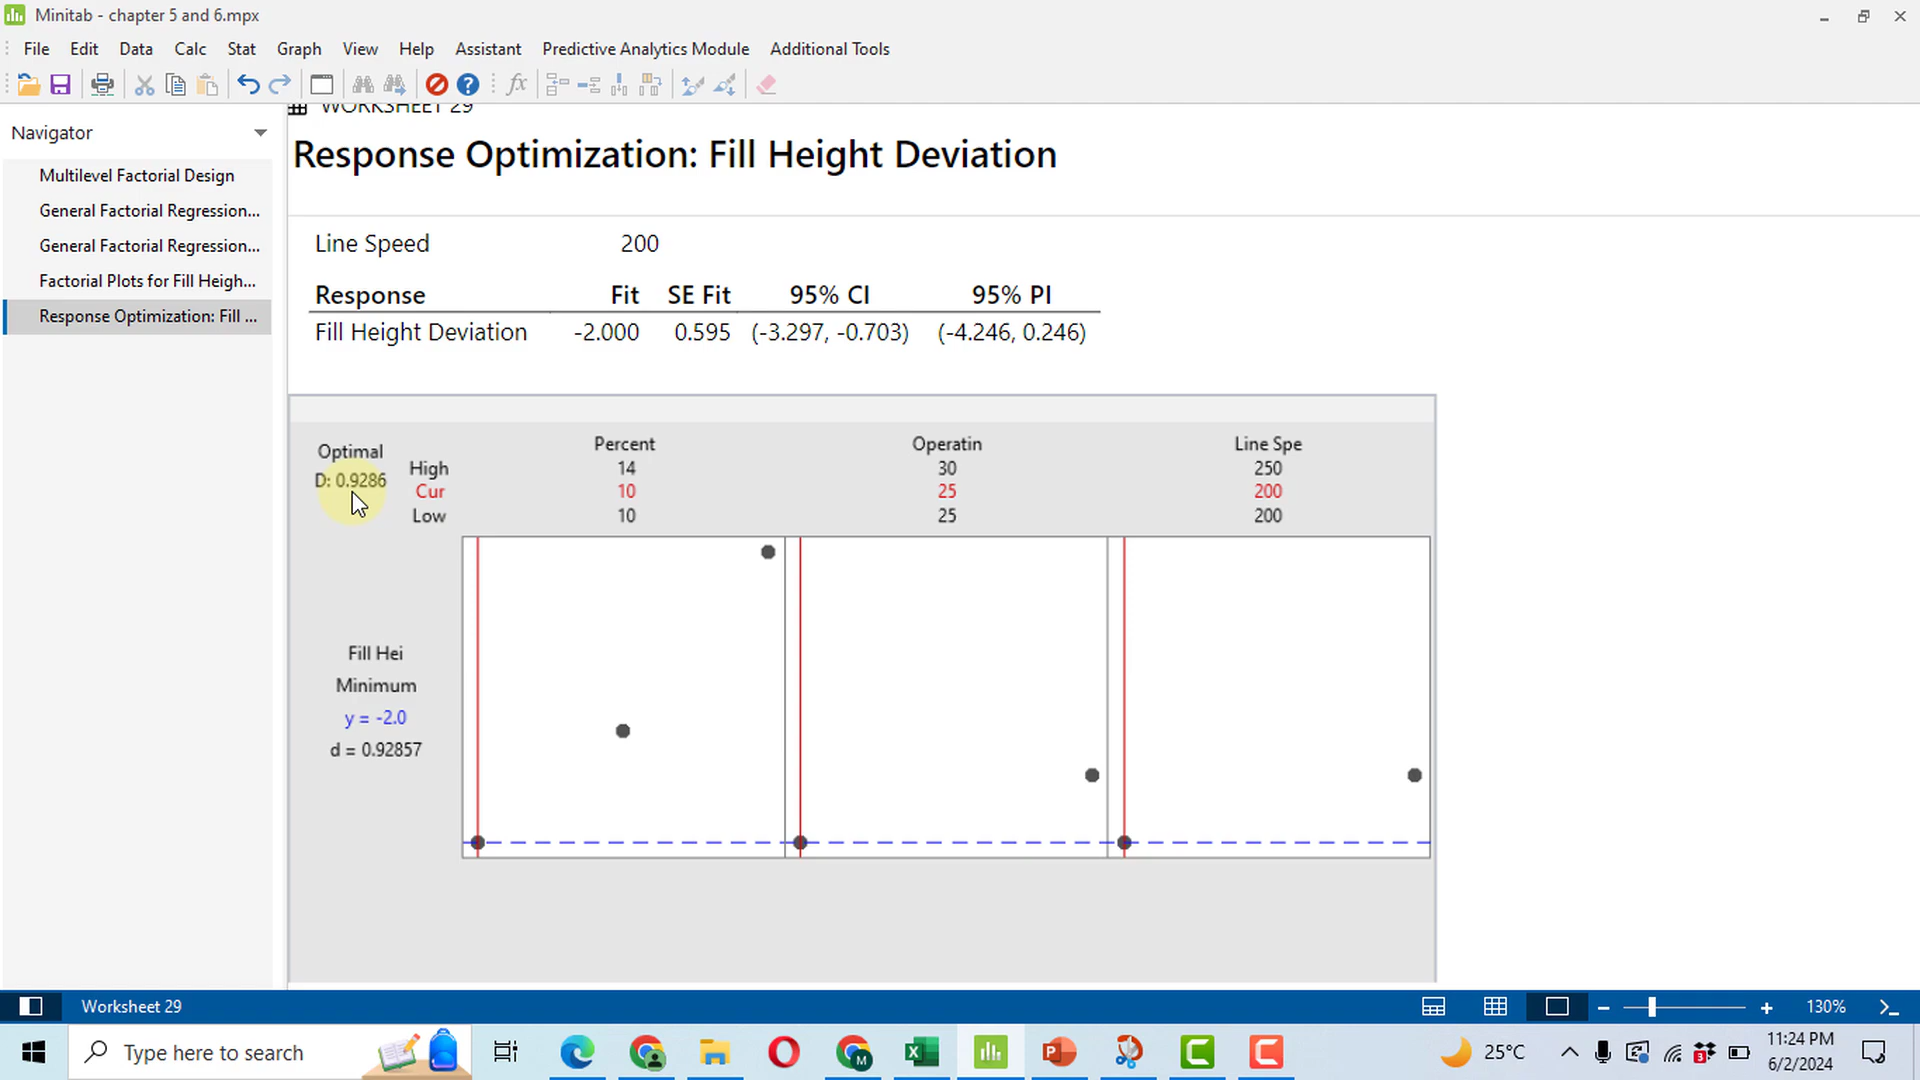 Minitab - chapter 5 and 6.mpx
File Edit Data Calc Stat Graph View Help Assistant Predictive Analytics Module Additional Tools
fx
Navigator
Multilevel Factorial Design
General Factorial Regression...
General Factorial Regression...
Factorial Plots for Fill Heigh...
Response Optimization: Fill ...
WORKSHEET 29
Response Optimization: Fill Height Deviation
Line Speed 200
Response Fit SE Fit 95% CI 95% PI
Fill Height Deviation -2.000 0.595 (-3.297, -0.703) (-4.246, 0.246)
Optimal
D: 0.9286
Percent Operatin Line Spe
High 14 30 250
Cur 10 25 200
Low 10 25 200
Fill Hei
Minimum
y = -2.0
d = 0.92857
Worksheet 29
130%
Type here to search
25°C
3
11:24 PM
6/2/2024